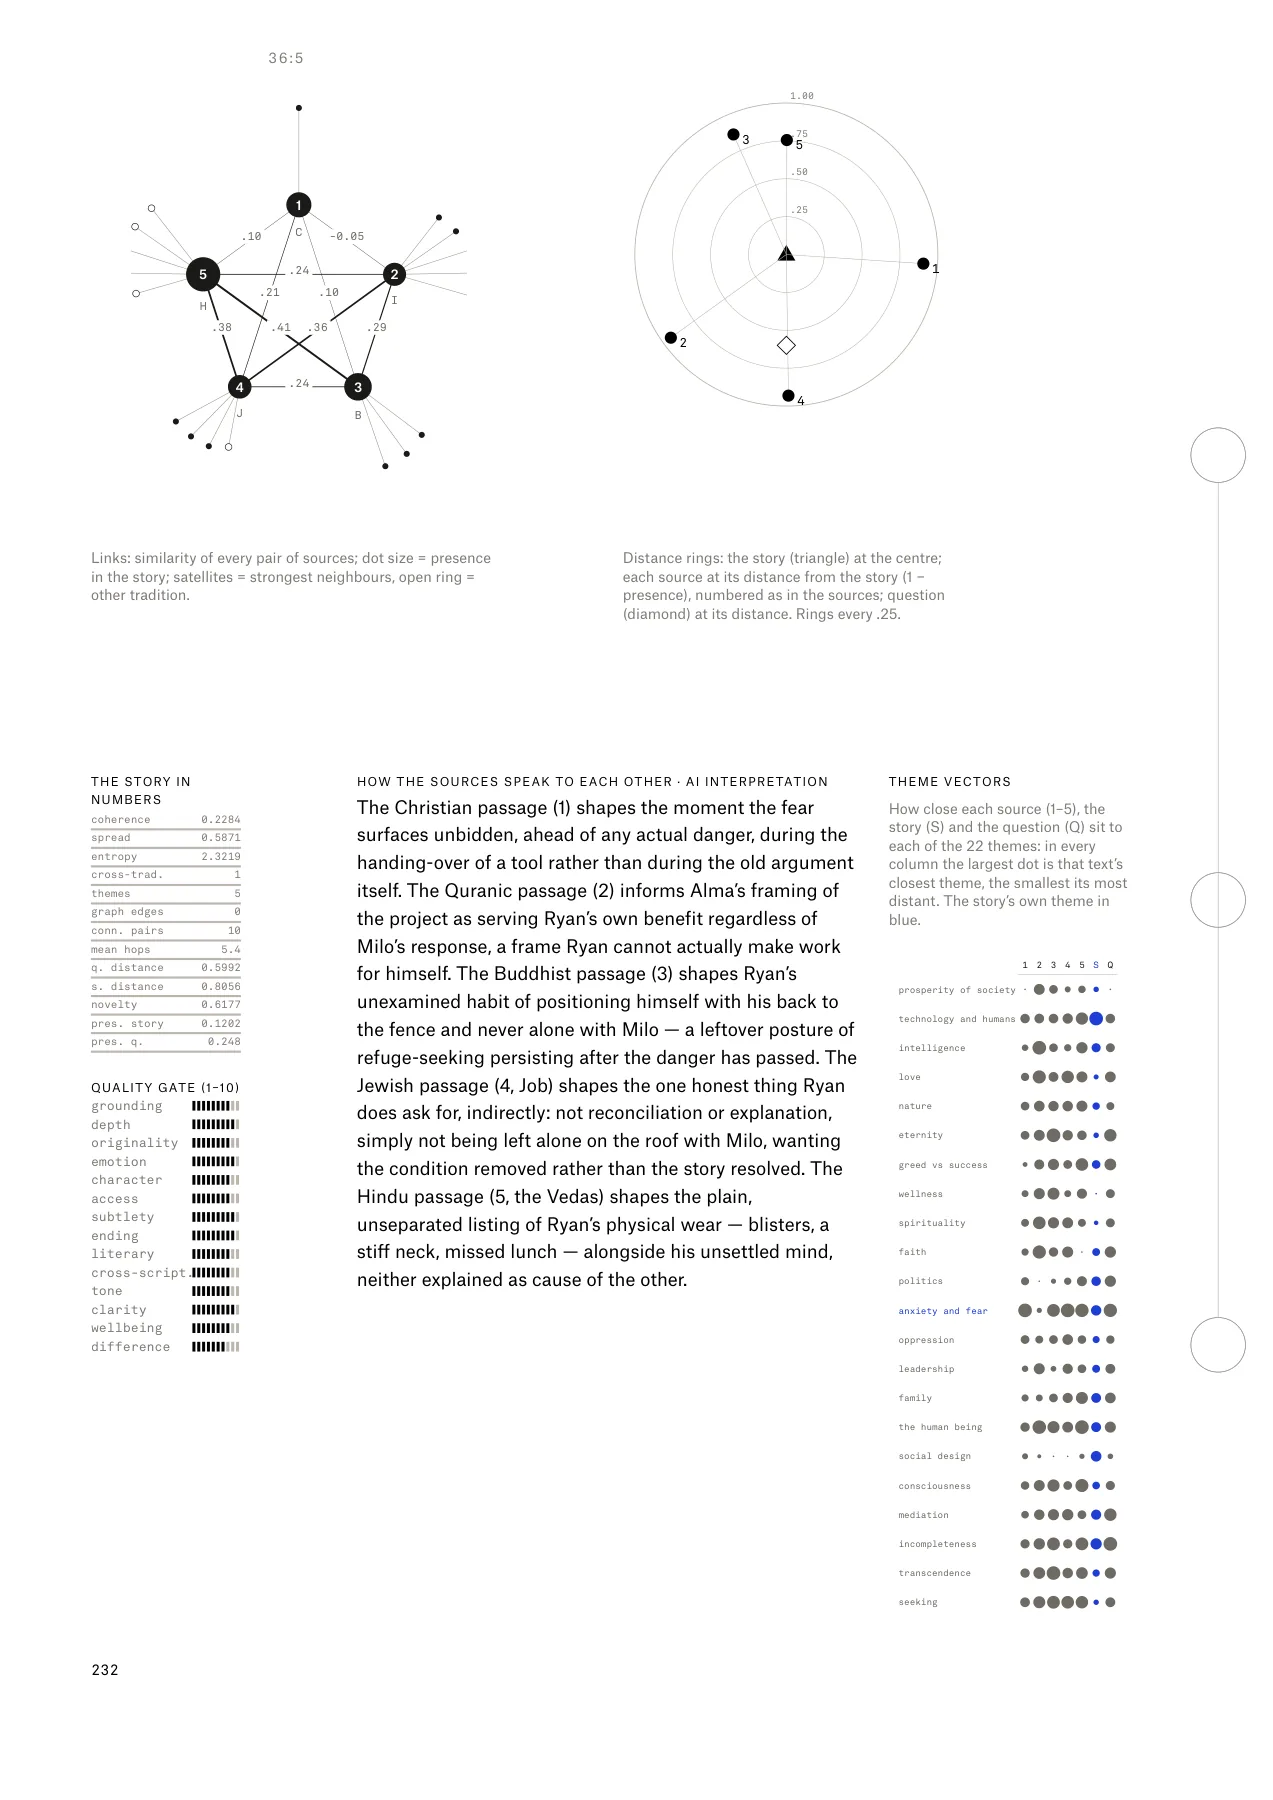 36:5
1
C
.10
-0.05
5
H
.24
2
I
.21
.10
.38
.41
.36
.29
4
J
.24
3
B
1.00
.75
.50
.25
3
5
1
2
4
Links: similarity of every pair of sources; dot size = presence
in the story; satellites = strongest neighbours, open ring =
other tradition.
Distance rings: the story (triangle) at the centre;
each source at its distance from the story (1 –
presence), numbered as in the sources; question
(diamond) at its distance. Rings every .25.
THE STORY IN
NUMBERS
coherence 0.2284
spread 0.5871
entropy 2.3219
cross-trad. 1
themes 5
graph edges 0
conn. pairs 10
mean hops 5.4
q. distance 0.5992
s. distance 0.8056
novelty 0.6177
pres. story 0.1202
pres. q. 0.248
QUALITY GATE (1–10)
grounding
depth
originality
emotion
character
access
subtlety
ending
literary
cross-script.
tone
clarity
wellbeing
difference
HOW THE SOURCES SPEAK TO EACH OTHER · AI INTERPRETATION
The Christian passage (1) shapes the moment the fear
surfaces unbidden, ahead of any actual danger, during the
handing-over of a tool rather than during the old argument
itself. The Quranic passage (2) informs Alma’s framing of
the project as serving Ryan’s own benefit regardless of
Milo’s response, a frame Ryan cannot actually make work
for himself. The Buddhist passage (3) shapes Ryan’s
unexamined habit of positioning himself with his back to
the fence and never alone with Milo — a leftover posture of
refuge-seeking persisting after the danger has passed. The
Jewish passage (4, Job) shapes the one honest thing Ryan
does ask for, indirectly: not reconciliation or explanation,
simply not being left alone on the roof with Milo, wanting
the condition removed rather than the story resolved. The
Hindu passage (5, the Vedas) shapes the plain,
unseparated listing of Ryan’s physical wear — blisters, a
stiff neck, missed lunch — alongside his unsettled mind,
neither explained as cause of the other.
THEME VECTORS
How close each source (1–5), the
story (S) and the question (Q) sit to
each of the 22 themes: in every
column the largest dot is that text’s
closest theme, the smallest its most
distant. The story’s own theme in
blue.
1 2 3 4 5 S Q
prosperity of society
technology and humans
intelligence
love
nature
eternity
greed vs success
wellness
spirituality
faith
politics
anxiety and fear
oppression
leadership
family
the human being
social design
consciousness
mediation
incompleteness
transcendence
seeking
232